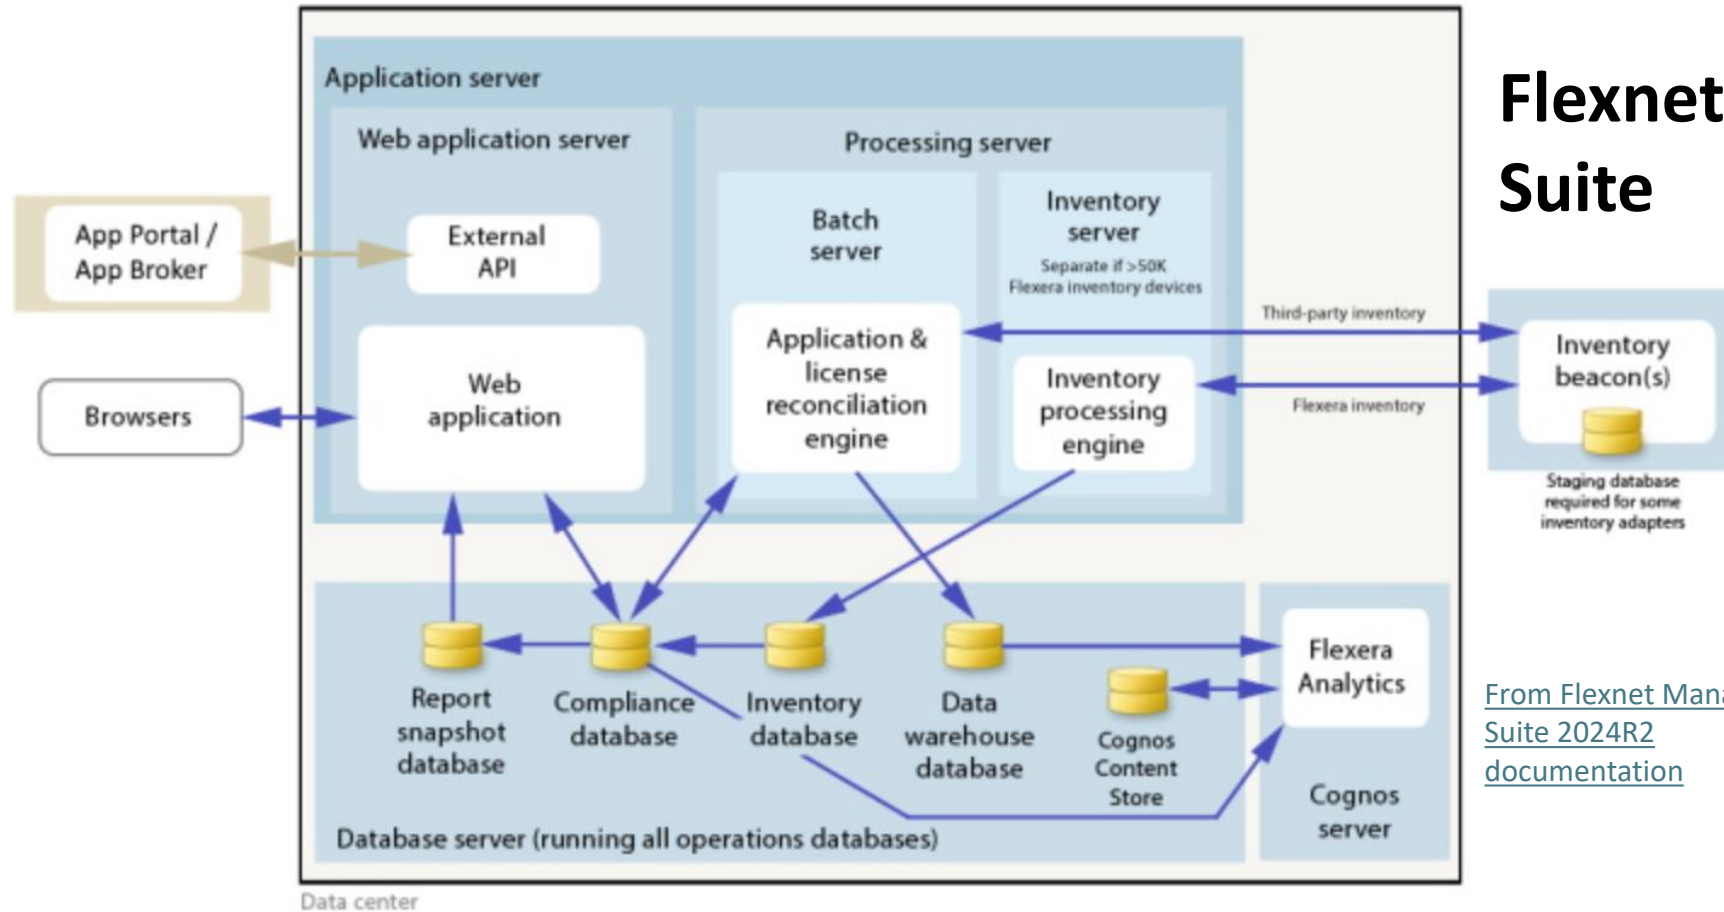 Application server
Web application server
Processing server
Flexnet
Suite
App Portal /
App Broker
External
API
Batch
server
Inventory
server
Separate if >50K
Flexera inventory devices
Browsers
Web
application
Application &
license
reconciliation
engine
Inventory
processing
engine
Third-party inventory
Flexera inventory
Inventory
beacon(s)
Staging database
required for some
inventory adapters
Report
snapshot
database
Compliance
database
Inventory
database
Data
warehouse
database
Cognos
Content
Store
Flexera
Analytics
Cognos
server
Database server (running all operations databases)
Data center
From Flexnet Mana
Suite 2024R2
documentation